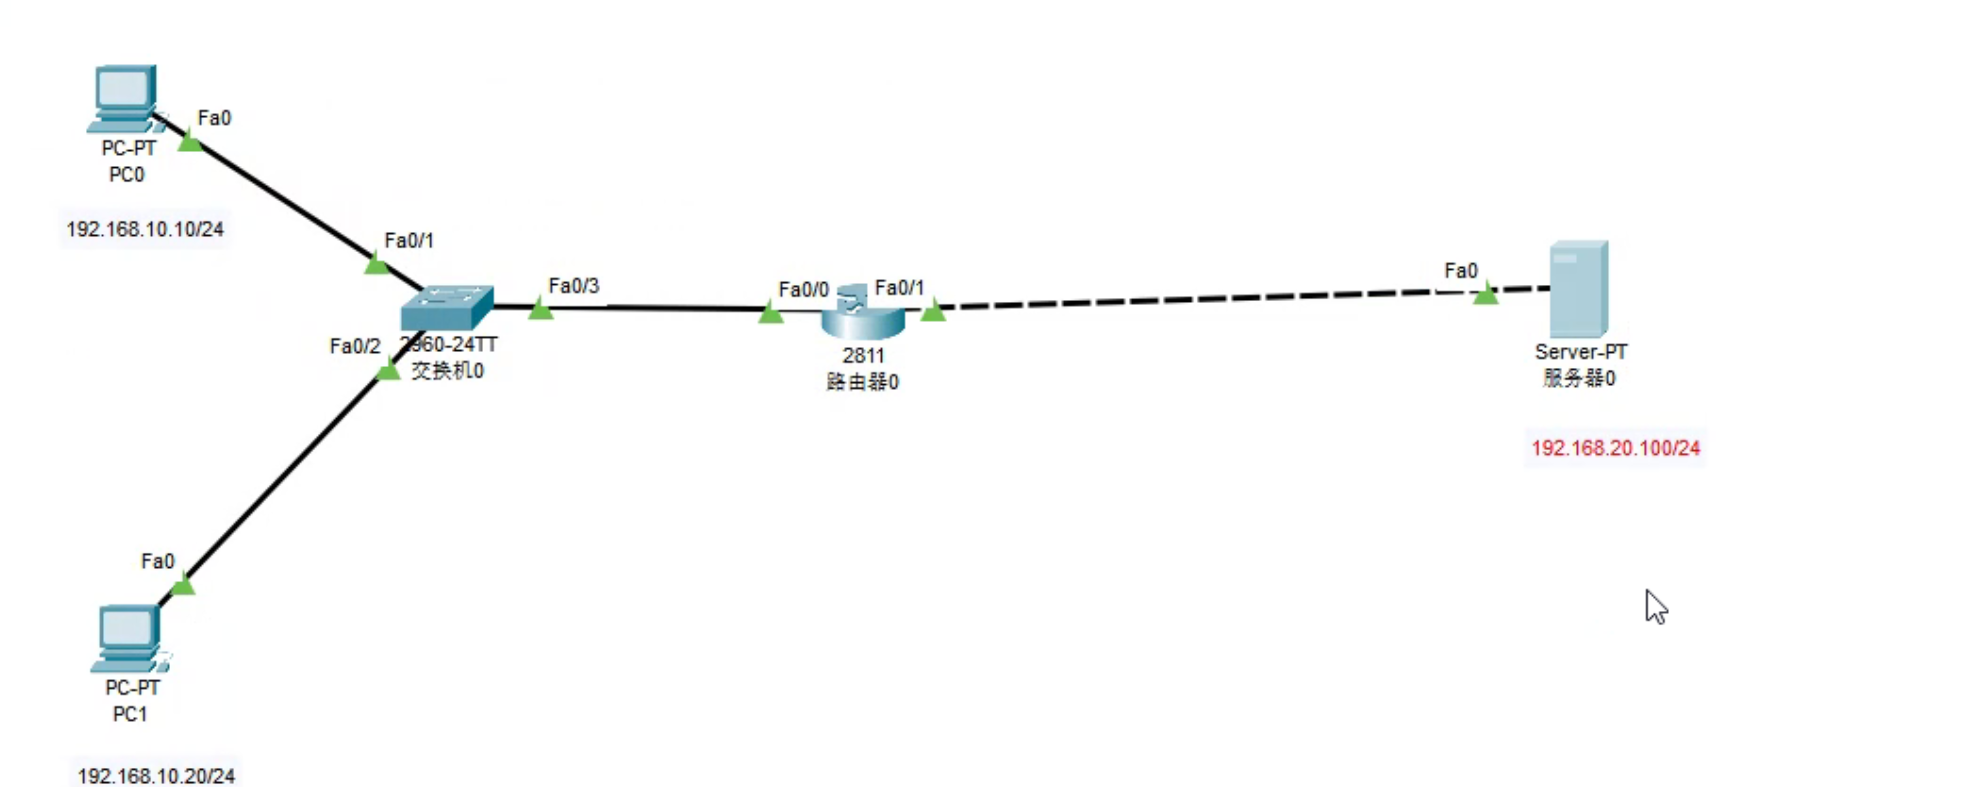 Fa0
PC-PT
PC0
192.168.10.10/24
Fa0/1
Fa0/3
Fa0/0
Fa0/1
Fa0
Fa0/2
2960-24TT
交换机0
2811
路由器0
Server-PT
服务器0
192.168.20.100/24
Fa0
PC-PT
PC1
192.168.10.20/24